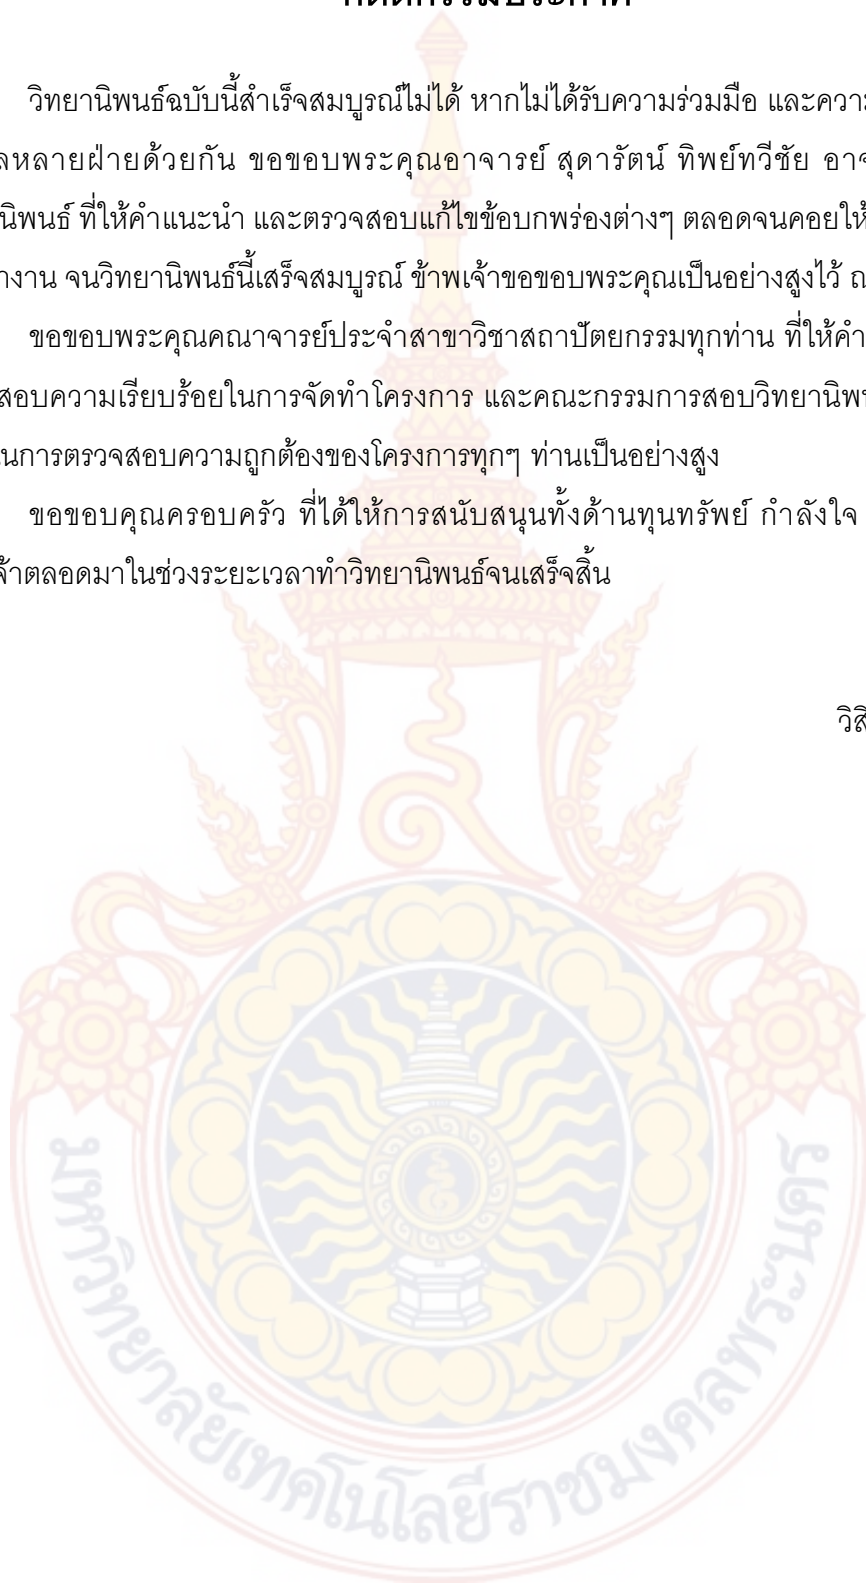 กิตติกรรมประกาศ
วิทยานิพนธ์ฉบับนี้สำเร็จสมบูรณ์ไม่ได้ หากไม่ได้รับความร่วมมือ และความ
ลหลายฝ่ายด้วยกัน ขอขอบพระคุณอาจารย์ สุดารัตน์ ทิพย์ทวีชัย อาจ
นิพนธ์ ที่ให้คำแนะนำ และตรวจสอบแก้ไขข้อบกพร่องต่างๆ ตลอดจนคอยให้
างาน จนวิทยานิพนธ์นี้เสร็จสมบูรณ์ ข้าพเจ้าขอขอบพระคุณเป็นอย่างสูงไว้ ณ
ขอขอบพระคุณคณาจารย์ประจำสาขาวิชาสถาปัตยกรรมทุกท่าน ที่ให้คำ
สอบความเรียบร้อยในการจัดทำโครงการ และคณะกรรมการสอบวิทยานิพ
นการตรวจสอบความถูกต้องของโครงการทุกๆ ท่านเป็นอย่างสูง
ขอขอบคุณครอบครัว ที่ได้ให้การสนับสนุนทั้งด้านทุนทรัพย์ กำลังใจ
จ้าตลอดมาในช่วงระยะเวลาทำวิทยานิพนธ์จนเสร็จสิ้น
วิสิ
มหาวิทยาลัยเทคโนโลยีราชมงคลพระนคร